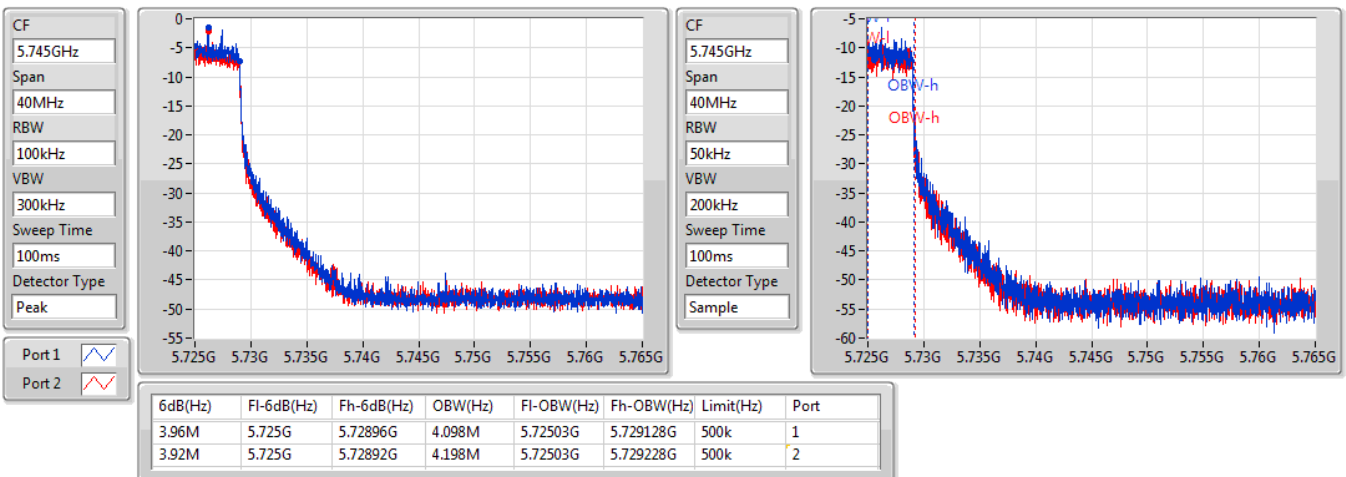 CF
5.745GHz
Span
40MHz
RBW
100kHz
VBW
300kHz
Sweep Time
100ms
Detector Type
Peak
Port 1
Port 2
0
-5
-10
-15
-20
-25
-30
-35
-40
-45
-50
-55
5.725G 5.73G 5.735G 5.74G 5.745G 5.75G 5.755G 5.76G 5.765G
CF
5.745GHz
Span
40MHz
RBW
50kHz
VBW
200kHz
Sweep Time
100ms
Detector Type
Sample
-5
-10
-15
-20
-25
-30
-35
-40
-45
-50
-55
-60
OBW-h
OBW-h
5.725G 5.73G 5.735G 5.74G 5.745G 5.75G 5.755G 5.76G 5.765G
6dB(Hz) Fl-6dB(Hz) Fh-6dB(Hz) OBW(Hz) Fl-OBW(Hz) Fh-OBW(Hz) Limit(Hz) Port
3.96M 5.725G 5.72896G 4.098M 5.72503G 5.729128G 500k 1
3.92M 5.725G 5.72892G 4.198M 5.72503G 5.729228G 500k 2